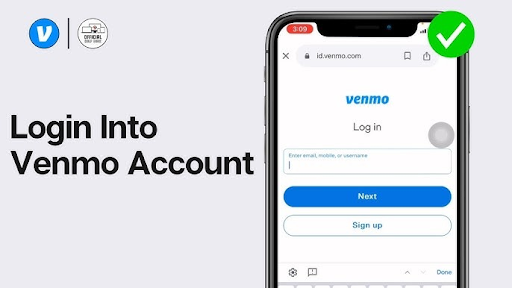 V
OFFICIAL
3:09
id.venmo.com
venmo
Log in
Enter email, mobile, or username
Next
Sign up
Done
Login Into
Venmo Account